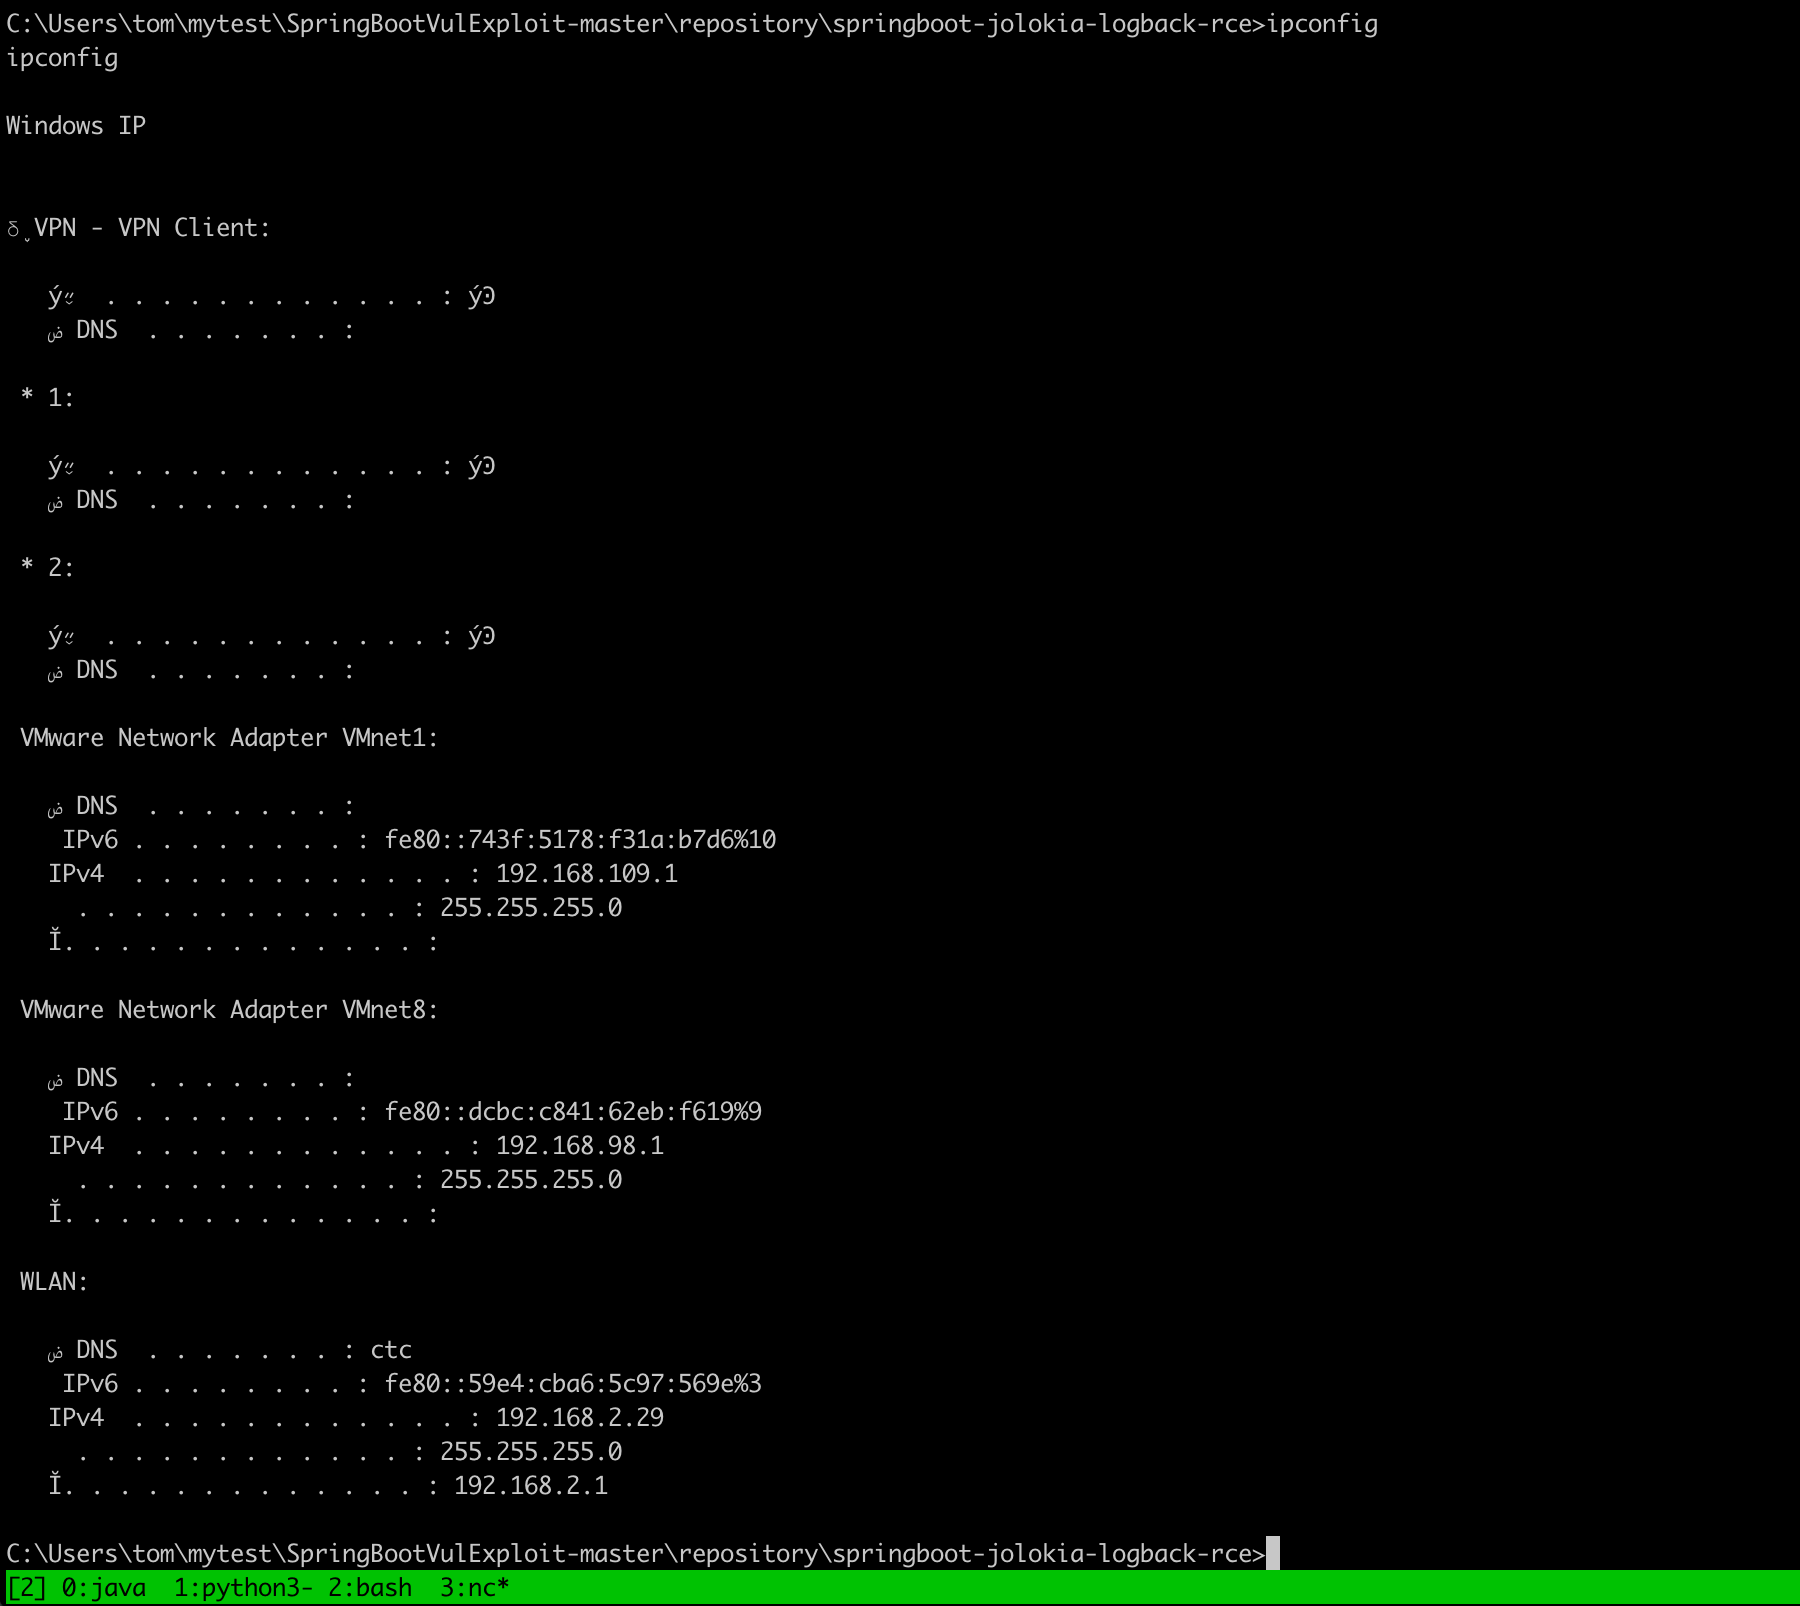 C:\Users\tom\mytest\SpringBootVulExploit-master\repository\springboot-jolokia-logback-rce>ipconfig
ipconfig
Windows IP
VPN - VPN Client:
. . . . . . . . . . . . :
DNS . . . . . . . :
* 1:
. . . . . . . . . . . . :
DNS . . . . . . . :
* 2:
. . . . . . . . . . . . :
DNS . . . . . . . :
VMware Network Adapter VMnet1:
DNS . . . . . . . :
IPv6 . . . . . . . . . : fe80::743f:5178:f31a:b7d6%10
IPv4 . . . . . . . . . . . . : 192.168.109.1
. . . . . . . . . . . . . : 255.255.255.0
Ǐ. . . . . . . . . . . . . :
VMware Network Adapter VMnet8:
DNS . . . . . . . :
IPv6 . . . . . . . . . : fe80::dcbc:c841:62eb:f619%9
IPv4 . . . . . . . . . . . . : 192.168.98.1
. . . . . . . . . . . . . : 255.255.255.0
Ǐ. . . . . . . . . . . . . :
WLAN:
DNS . . . . . . . : ctc
IPv6 . . . . . . . . . : fe80::59e4:cba6:5c97:569e%3
IPv4 . . . . . . . . . . . . : 192.168.2.29
. . . . . . . . . . . . . : 255.255.255.0
Ǐ. . . . . . . . . . . . . : 192.168.2.1
C:\Users\tom\mytest\SpringBootVulExploit-master\repository\springboot-jolokia-logback-rce>
[2] 0:java 1:python3- 2:bash 3:nc*